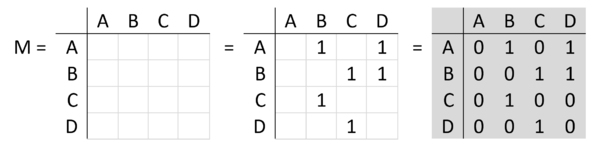 A B C D A B C D A B C D
M = A = A 1 1 = A 0 1 0 1
B B 1 1 B 0 0 1 1
C C 1 C 0 1 0 0
D D 1 D 0 0 1 0